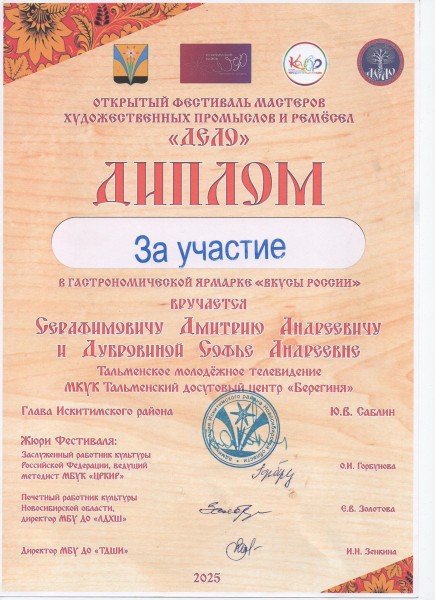 ДЕЛО
ОТКРЫТЫЙ ФЕСТИВАЛЬ МАСТЕРОВ
ХУДОЖЕСТВЕННЫХ ПРОМЫСЛОВ И РЕМЁСЕЛ
«ДЕЛО»
ДИПЛОМ
За участие
В ГАСТРОНОМИЧЕСКОЙ ЯРМАРКЕ «ВКУСЫ РОССИИ»
ВРУЧАЕТСЯ
СЕРАФИМОВИЧУ ДМИТРИЮ АНДРЕЕВИЧУ
И ДУБРОВИНОЙ СОФЬЕ АНДРЕЕВНЕ
ТАЛЬМЕНСКОЕ МОЛОДЁЖНОЕ ТЕЛЕВИДЕНИЕ
МКУК ТАЛЬМЕНСКИЙ ДОСУГОВЫЙ ЦЕНТР «БЕРЕГИНЯ»
ГЛАВА ИСКИТИМСКОГО РАЙОНА Ю.В. САБЛИН
ЖЮРИ ФЕСТИВАЛЯ:
ЗАСЛУЖЕННЫЙ РАБОТНИК КУЛЬТУРЫ
РОССИЙСКОЙ ФЕДЕРАЦИИ, ВЕДУЩИЙ О.И. ГОРБУНОВА
МЕТОДИСТ МБУК «ЦРКИР»
ПОЧЕТНЫЙ РАБОТНИК КУЛЬТУРЫ
НОВОСИБИРСКОЙ ОБЛАСТИ, Е.В. ЗОЛОТОВА
ДИРЕКТОР МБУ ДО «ЛДХШ»
ДИРЕКТОР МБУ ДО «ТДШИ» И.Н. ЗЕНКИНА
2025